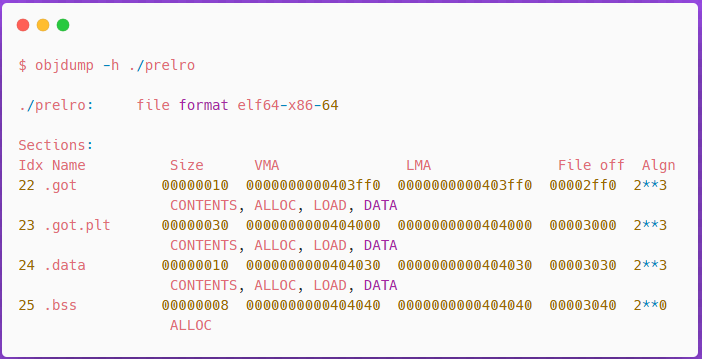 $ objdump -h ./prelro
./prelro:     file format elf64-x86-64
Sections:
Idx Name          Size      VMA               LMA               File off  Algn
22 .got          00000010  0000000000403ff0  0000000000403ff0  00002ff0  2**3
CONTENTS, ALLOC, LOAD, DATA
23 .got.plt      00000030  0000000000404000  0000000000404000  00003000  2**3
CONTENTS, ALLOC, LOAD, DATA
24 .data         00000010  0000000000404030  0000000000404030  00003030  2**3
CONTENTS, ALLOC, LOAD, DATA
25 .bss          00000008  0000000000404040  0000000000404040  00003040  2**0
ALLOC